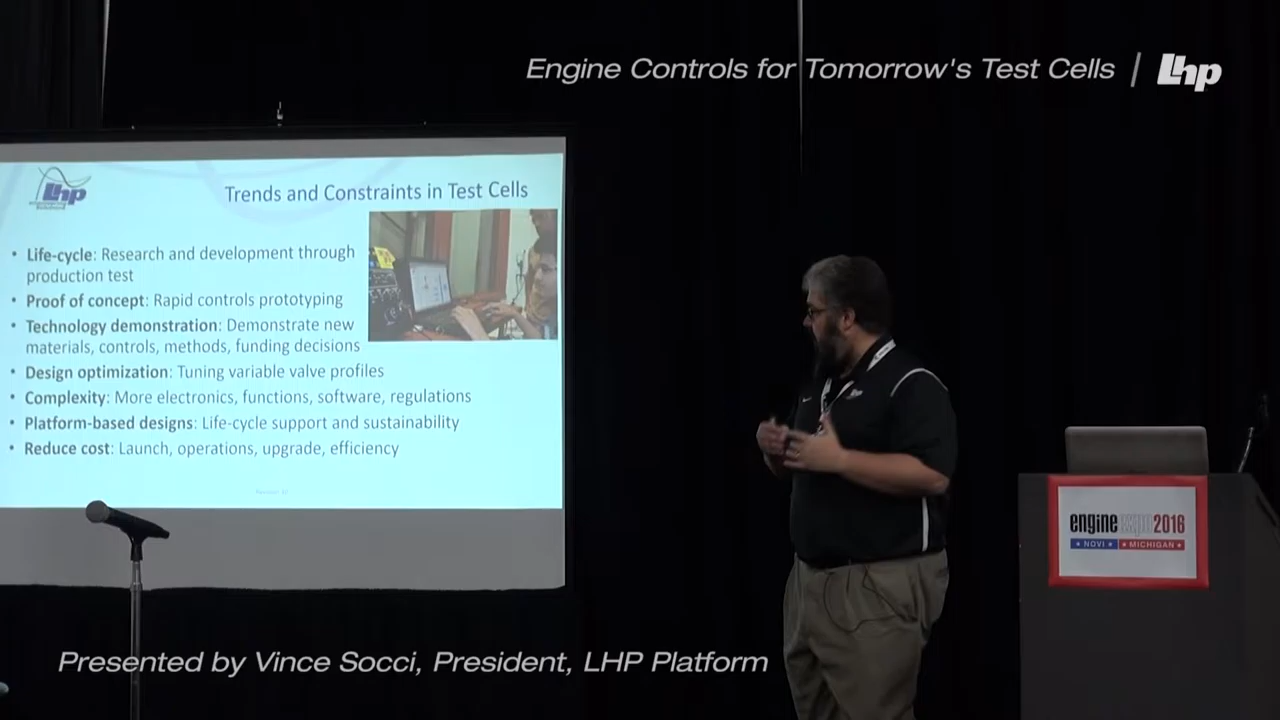 Engine Controls for Tomorrow's Test Cells | Lhp
Lhp
Trends and Constraints in Test Cells
• Life-cycle: Research and development through
production test
• Proof of concept: Rapid controls prototyping
• Technology demonstration: Demonstrate new
materials, controls, methods, funding decisions
• Design optimization: Tuning variable valve profiles
• Complexity: More electronics, functions, software, regulations
• Platform-based designs: Life-cycle support and sustainability
• Reduce cost: Launch, operations, upgrade, efficiency
engine expo 2016
NOVI MICHIGAN
Presented by Vince Socci, President, LHP Platform